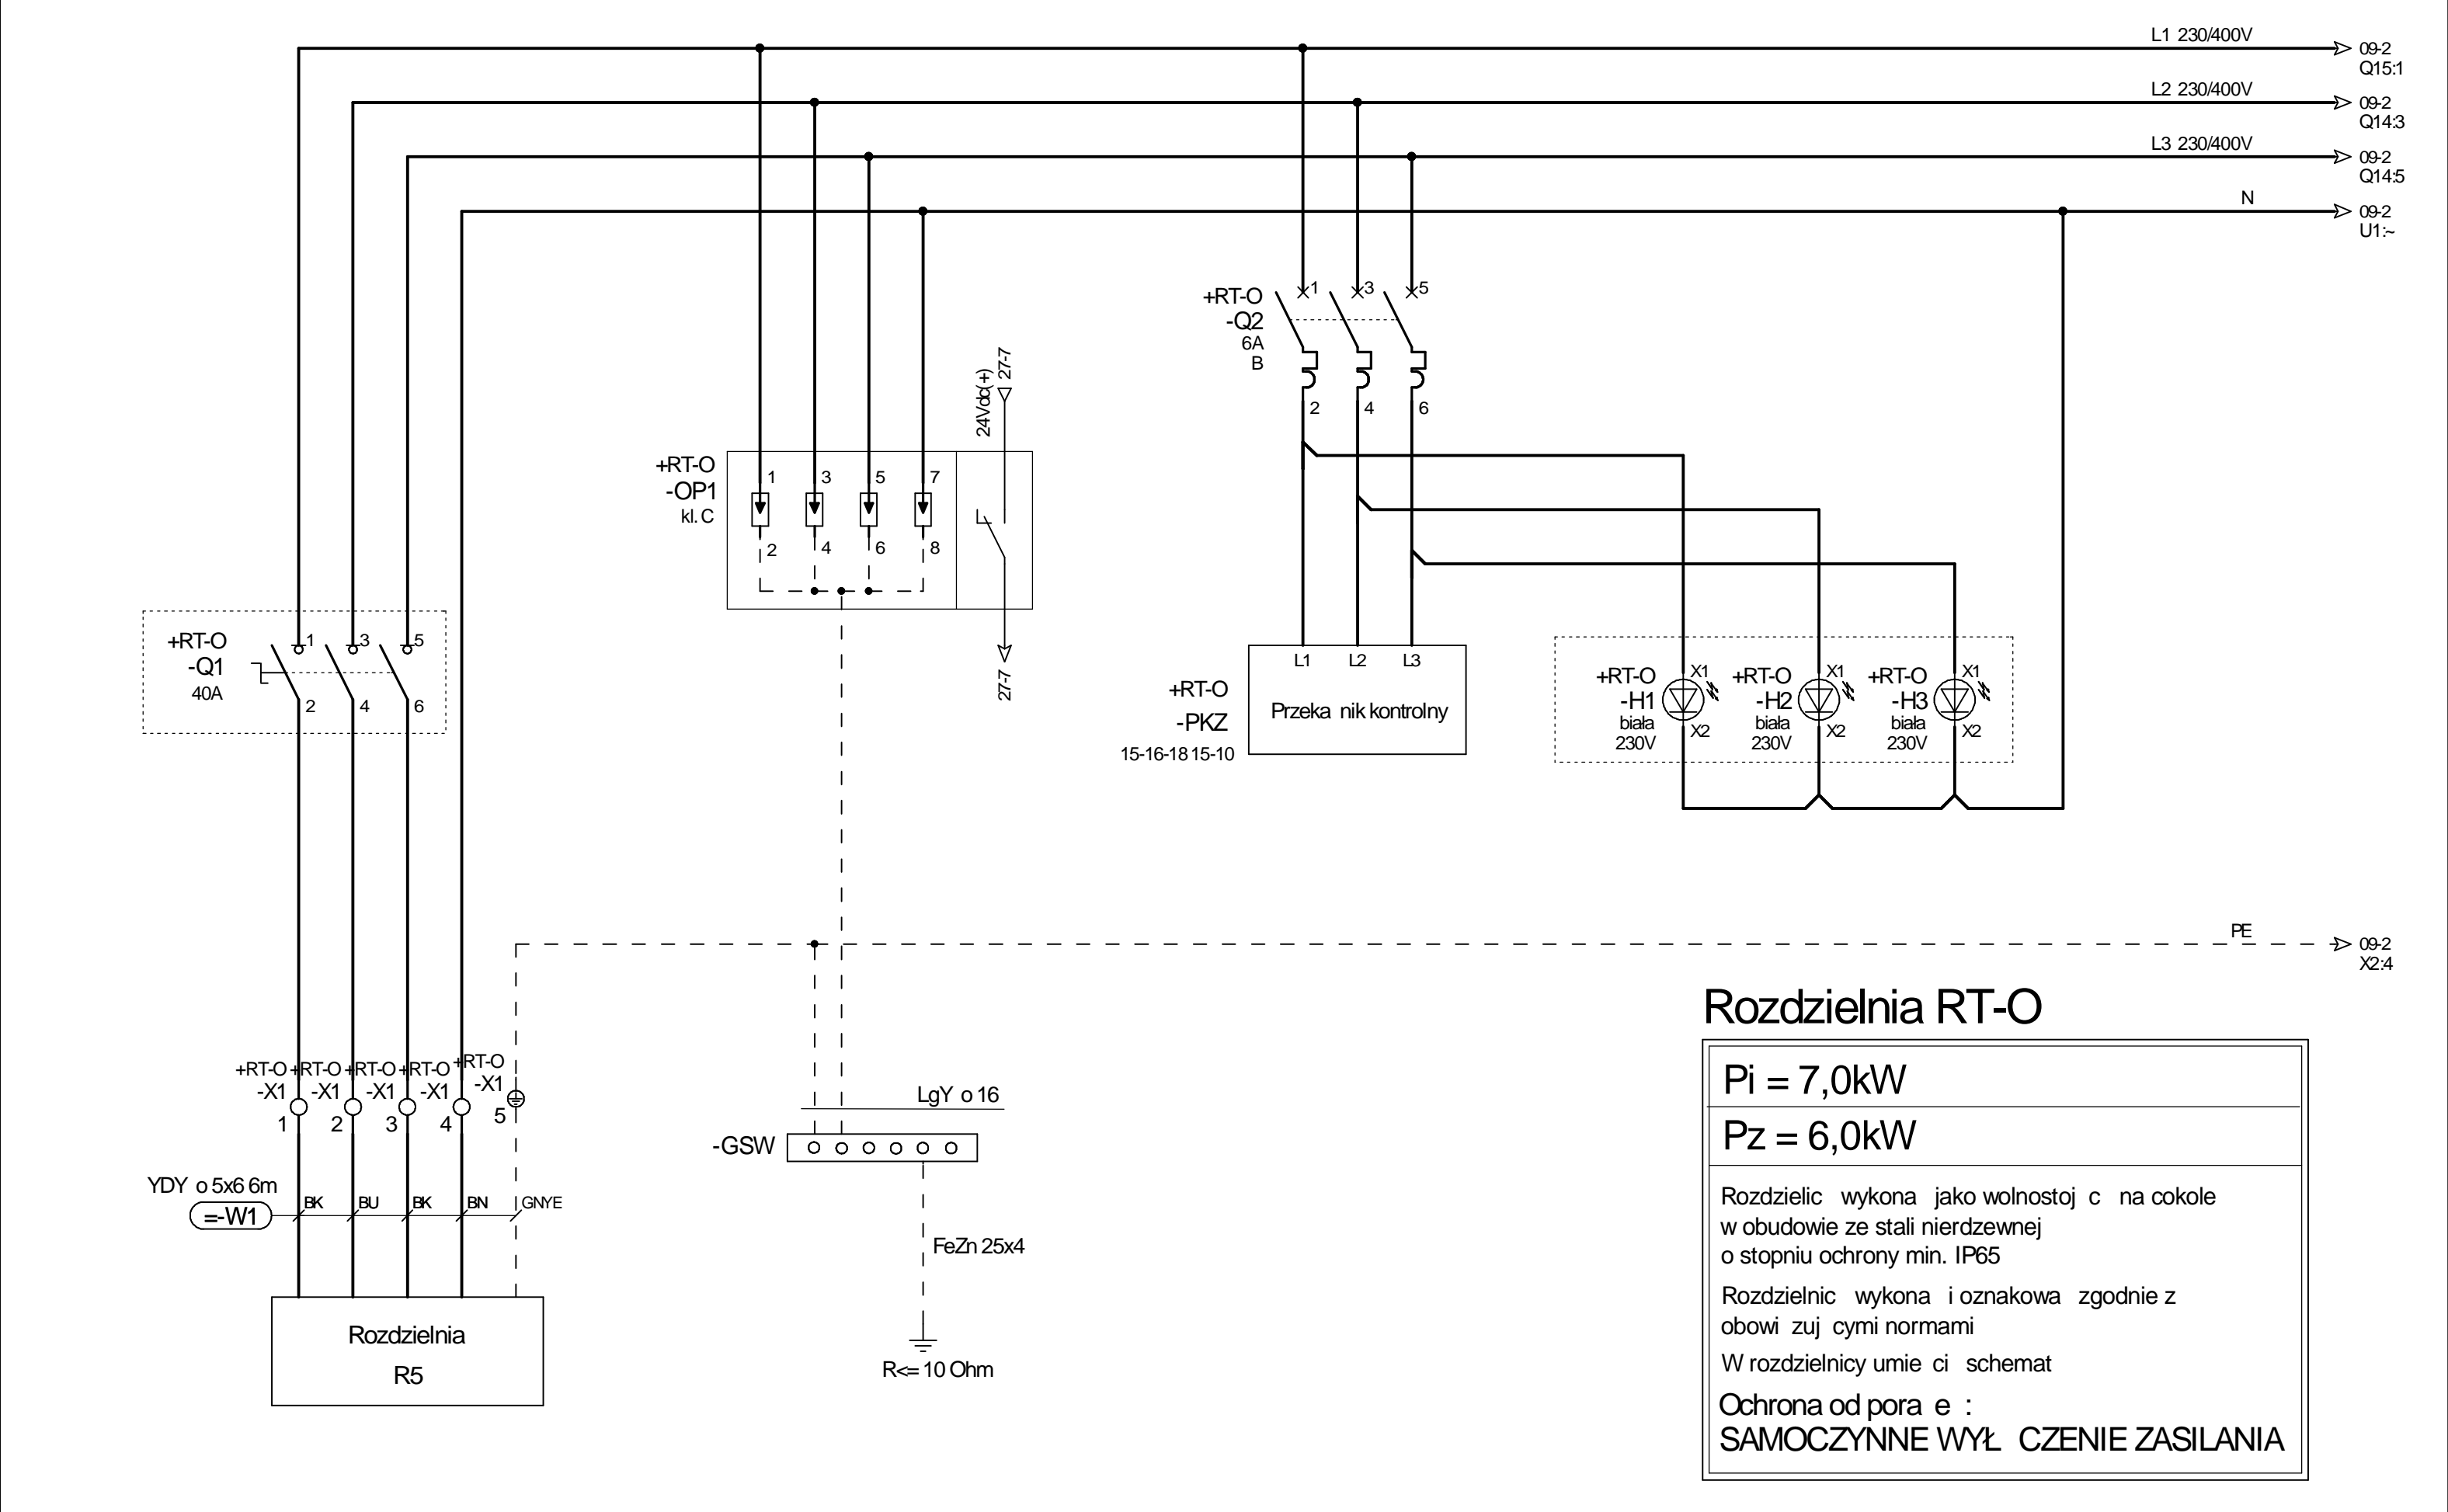 L1 230/400V
09-2
Q15:1
L2 230/400V
09-2
Q14:3
L3 230/400V
09-2
Q14:5
N
09-2
U1:~
+RT-O
-Q2
6A
B
1
3
5
2
4
6
24Vdc(+)
27-7
+RT-O
-OP1
kl. C
1
3
5
7
2
4
6
8
27-7
+RT-O
-Q1
40A
1
3
5
2
4
6
L1
L2
L3
Przeka nik kontrolny
+RT-O
-PKZ
15-16-18 15-10
+RT-O
-H1
biała
230V
X1
X2
+RT-O
-H2
biała
230V
X1
X2
+RT-O
-H3
biała
230V
X1
X2
PE
09-2
X2:4
+RT-O
-X1
1
+RT-O
-X1
2
+RT-O
-X1
3
+RT-O
-X1
4
+RT-O
-X1
5
LgY o 16
-GSW
YDY o 5x6 6m
=-W1
BK
BU
BK
BN
GNYE
FeZn 25x4
R<= 10 Ohm
Rozdzielnia
R5
Rozdzielnia RT-O
Pi = 7,0kW
Pz = 6,0kW
Rozdzielic wykona jako wolnostoj c na cokole
w obudowie ze stali nierdzewnej
o stopniu ochrony min. IP65
Rozdzielnic wykona i oznakowa zgodnie z
obowi zuj cymi normami
W rozdzielnicy umie ci schemat
Ochrona od pora e :
SAMOCZYNNE WYŁ CZENIE ZASILANIA